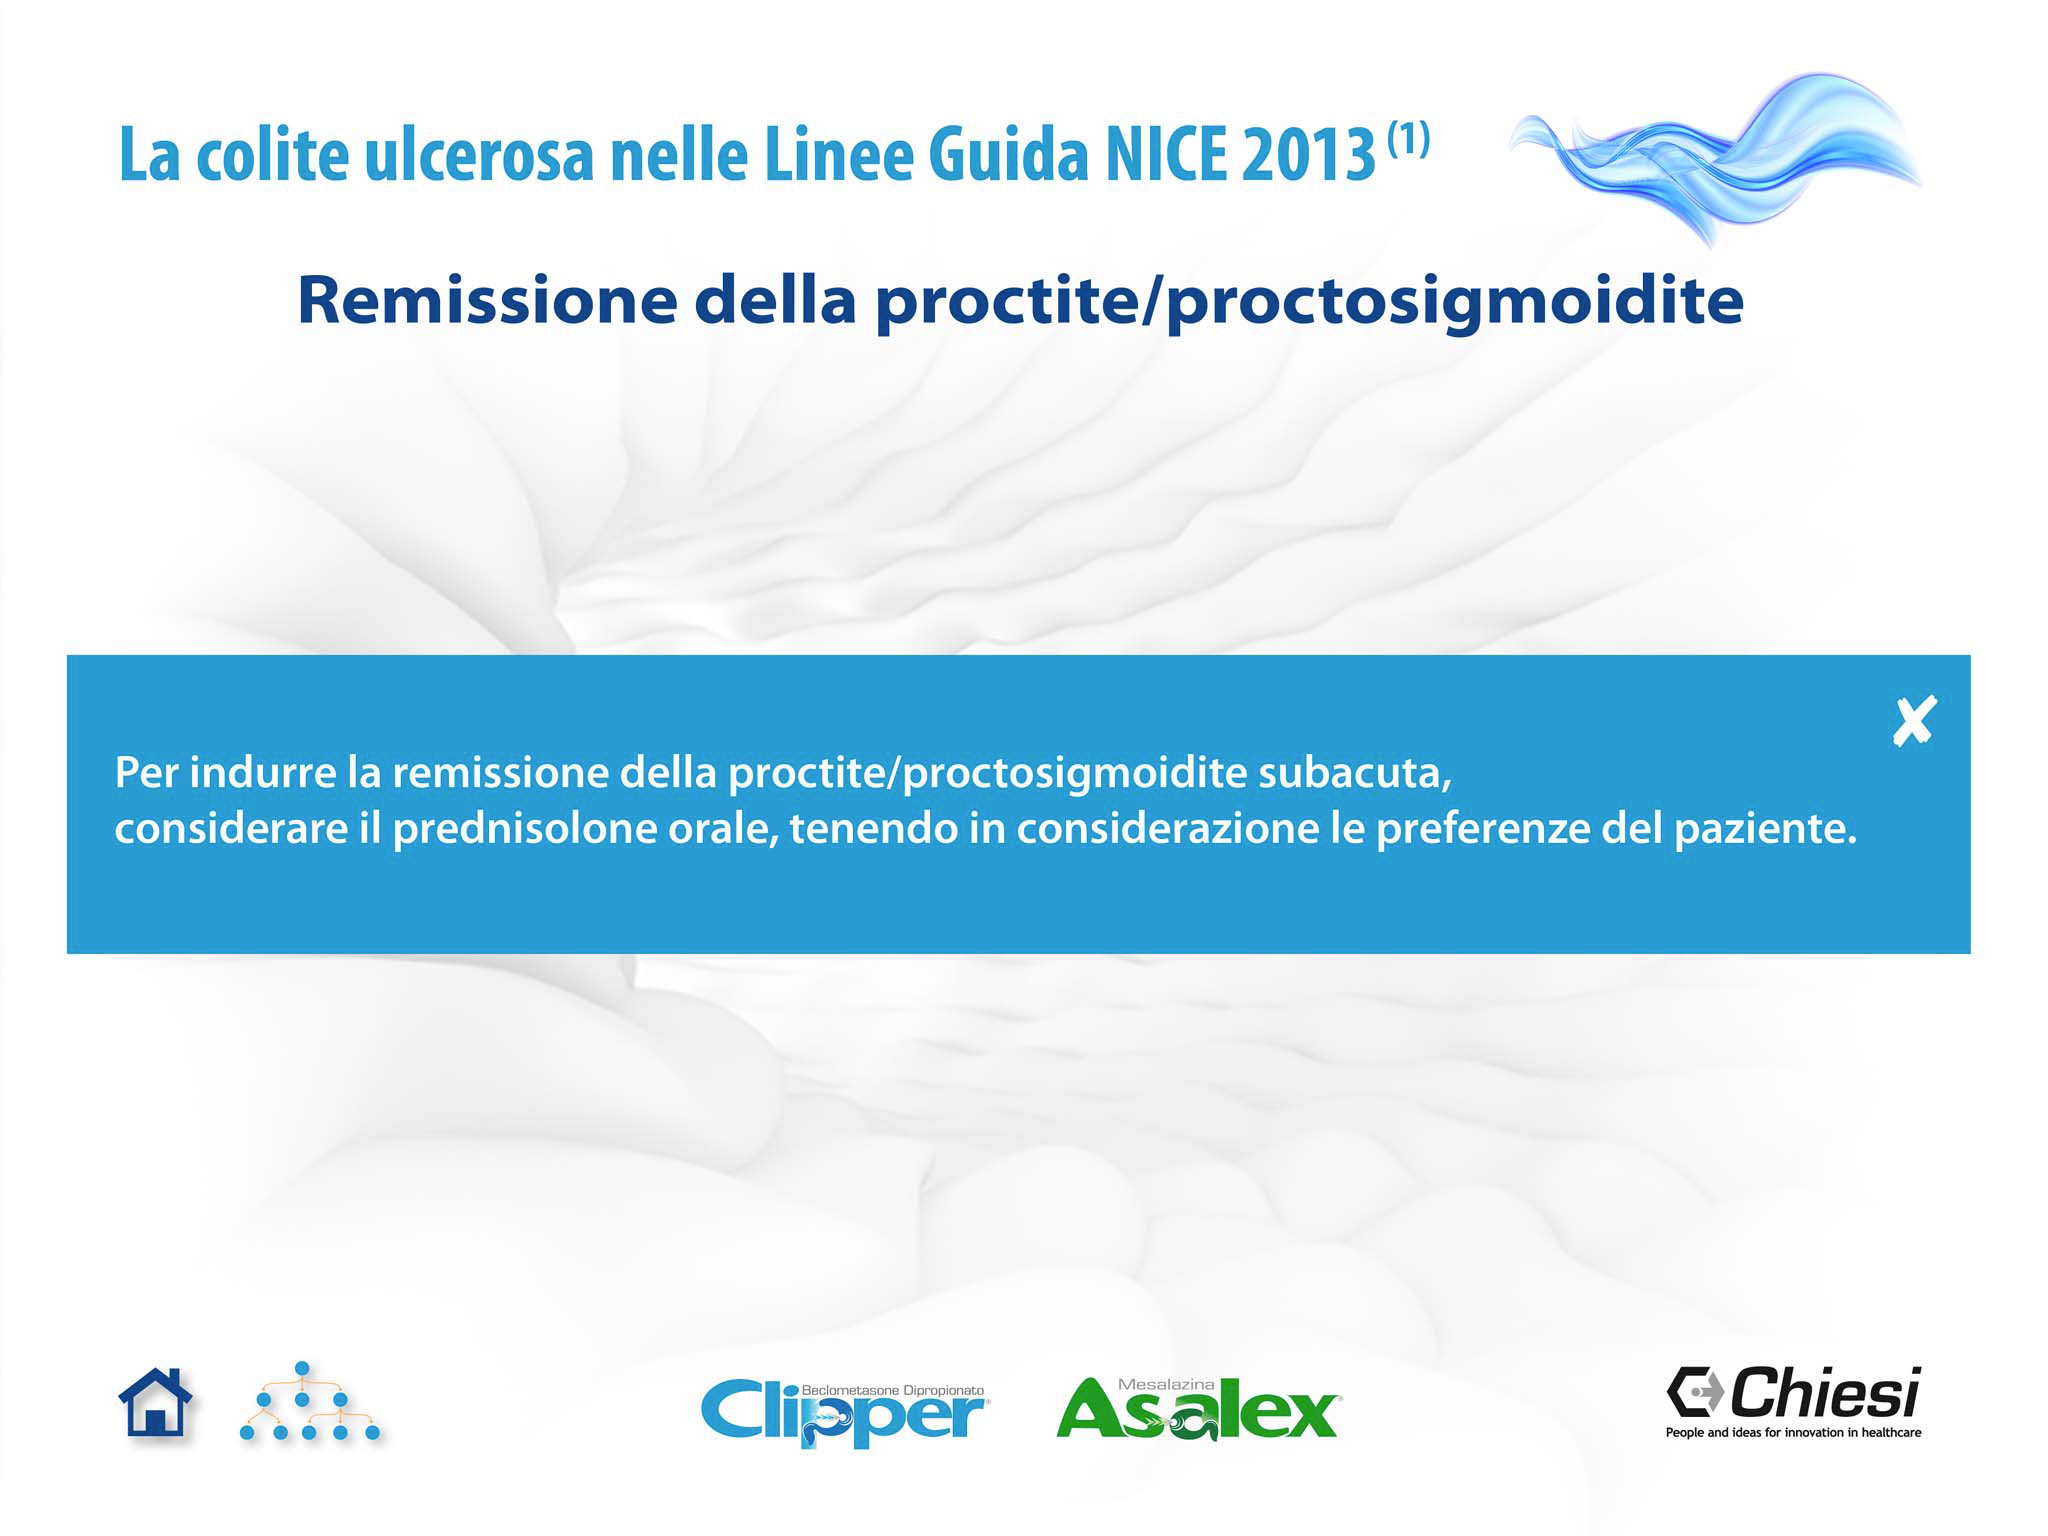 La colite ulcerosa nelle Linee Guida NICE 2013 (1)
Remissione della proctite/proctosigmoidite
Per indurre la remissione della proctite/proctosigmoidite subacuta,
considerare il prednisolone orale, tenendo in considerazione le preferenze del paziente.
Beclometasone Dipropionato
Clipper®
Mesalazina
Asalex®
Chiesi
People and ideas for innovation in healthcare